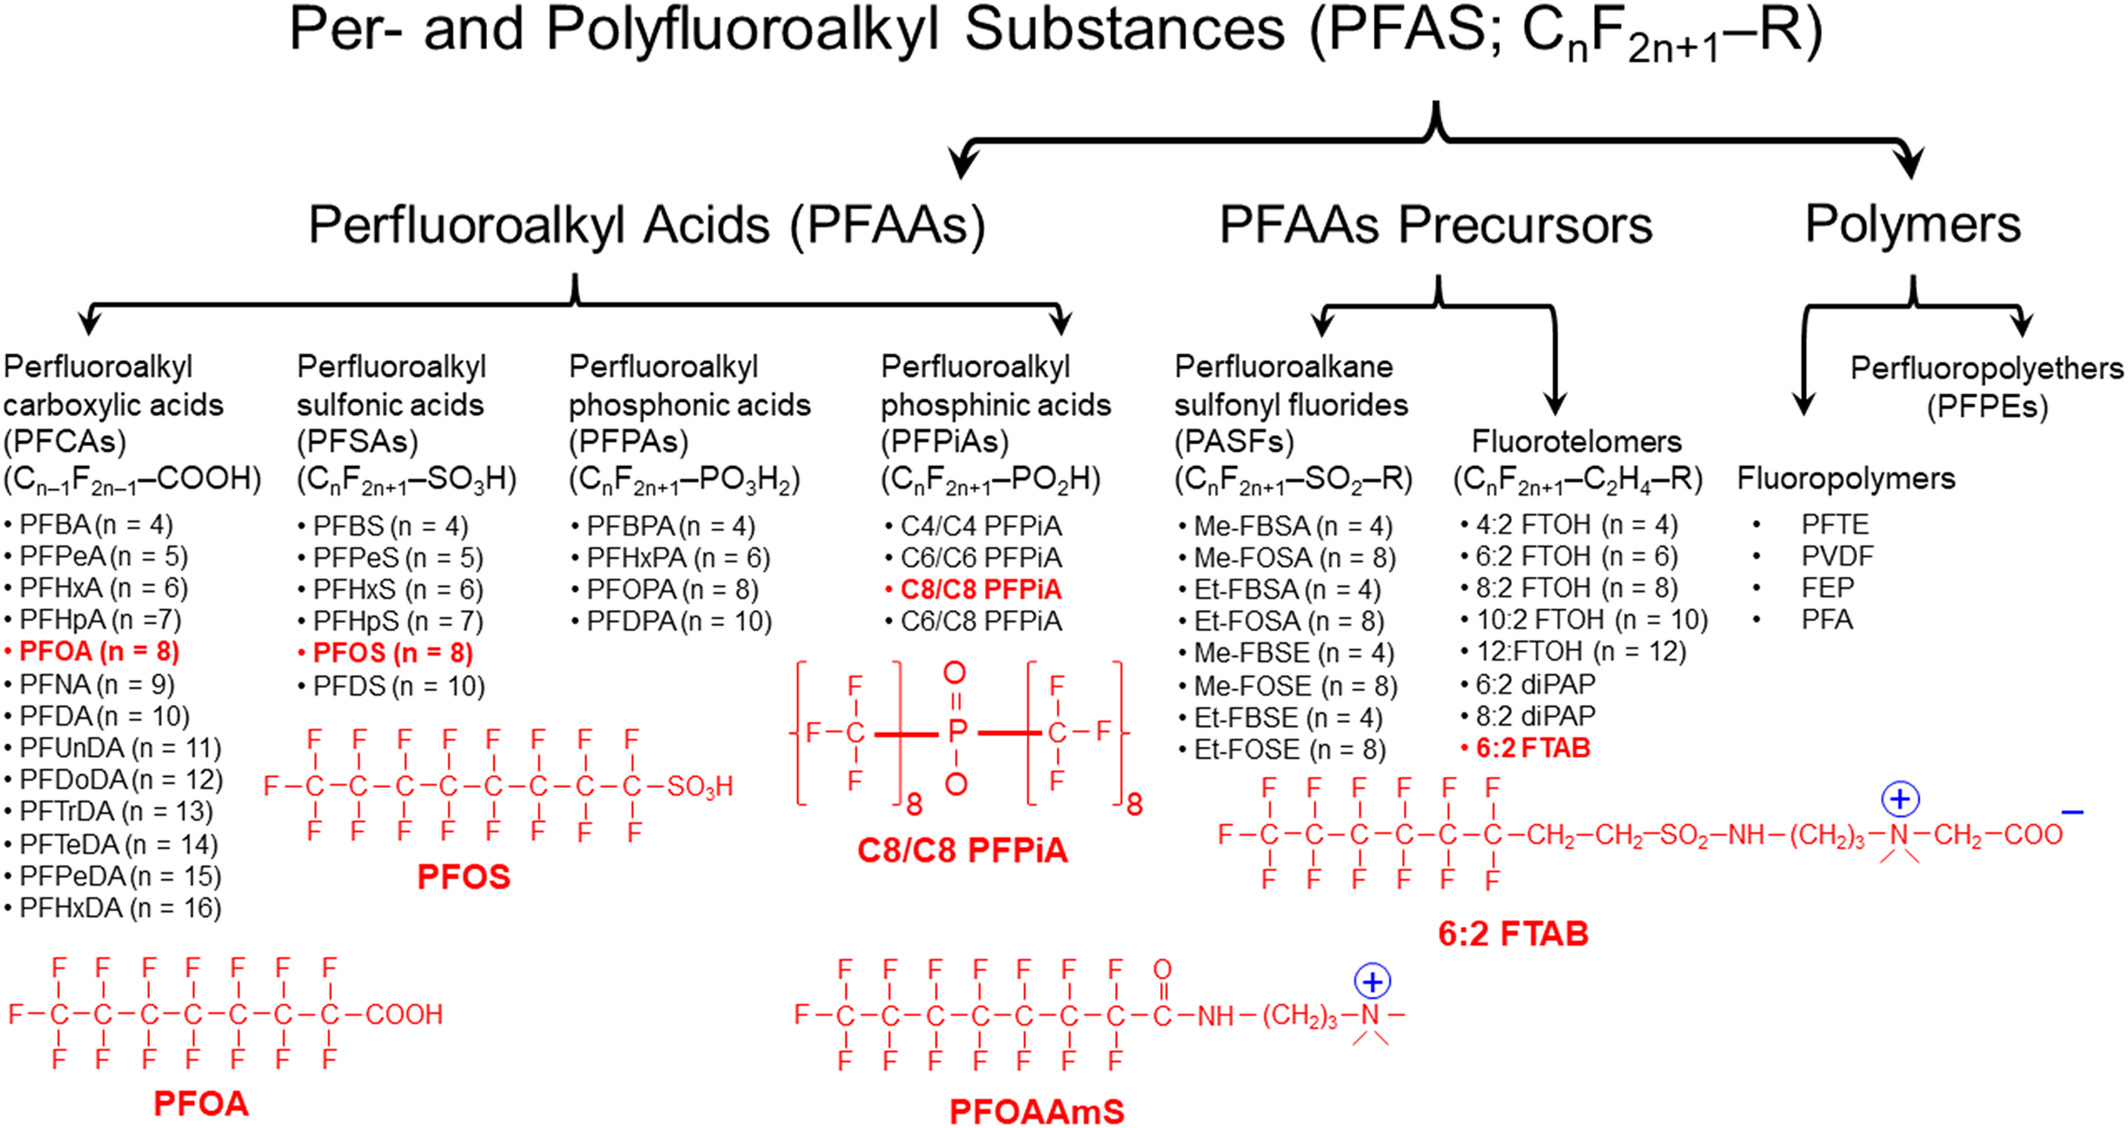 Per- and Polyfluoroalkyl Substances (PFAS; CnF2n+1–R)
Perfluoroalkyl Acids (PFAAs)
PFAAs Precursors
Polymers
Perfluoroalkyl
carboxylic acids
(PFCAs)
(Cn–1F2n–1–COOH)
• PFBA (n = 4)
• PFPeA (n = 5)
• PFHxA (n = 6)
• PFHpA (n =7)
• PFOA (n = 8)
• PFNA (n = 9)
• PFDA (n = 10)
• PFUnDA (n = 11)
• PFDoDA (n = 12)
• PFTrDA (n = 13)
• PFTeDA (n = 14)
• PFPeDA (n = 15)
• PFHxDA (n = 16)
Perfluoroalkyl
sulfonic acids
(PFSAs)
(CnF2n+1–SO3H)
• PFBS (n = 4)
• PFPeS (n = 5)
• PFHxS (n = 6)
• PFHpS (n = 7)
• PFOS (n = 8)
• PFDS (n = 10)
Perfluoroalkyl
phosphonic acids
(PFPAs)
(CnF2n+1–PO3H2)
• PFBPA (n = 4)
• PFHxPA (n = 6)
• PFOPA (n = 8)
• PFDPA (n = 10)
Perfluoroalkyl
phosphinic acids
(PFPiAs)
(CnF2n+1–PO2H)
• C4/C4 PFPiA
• C6/C6 PFPiA
• C8/C8 PFPiA
• C6/C8 PFPiA
Perfluoroalkane
sulfonyl fluorides
(PASFs)
(CnF2n+1–SO2–R)
• Me-FBSA (n = 4)
• Me-FOSA (n = 8)
• Et-FBSA (n = 4)
• Et-FOSA (n = 8)
• Me-FBSE (n = 4)
• Me-FOSE (n = 8)
• Et-FBSE (n = 4)
• Et-FOSE (n = 8)
Fluorotelomers
(CnF2n+1–C2H4–R)
• 4:2 FTOH (n = 4)
• 6:2 FTOH (n = 6)
• 8:2 FTOH (n = 8)
• 10:2 FTOH (n = 10)
• 12:FTOH (n = 12)
• 6:2 diPAP
• 8:2 diPAP
• 6:2 FTAB
Perfluoropolyethers
(PFPEs)
Fluoropolymers
• PFTE
• PVDF
• FEP
• PFA
F F F F F F F F
F–C–C–C–C–C–C–C–C–SO3H
F F F F F F F F
PFOS
F O F
F–C P C–F
F O F
8 8
C8/C8 PFPiA
F F F F F F +
F–C–C–C–C–C–C–CH2–CH2–SO2–NH–(CH2)3–N–CH2–COO –
F F F F F F
6:2 FTAB
F F F F F F F
F–C–C–C–C–C–C–C–COOH
F F F F F F F
PFOA
F F F F F F F O +
F–C–C–C–C–C–C–C–C–NH–(CH2)3–N–
F F F F F F F
PFOAAmS